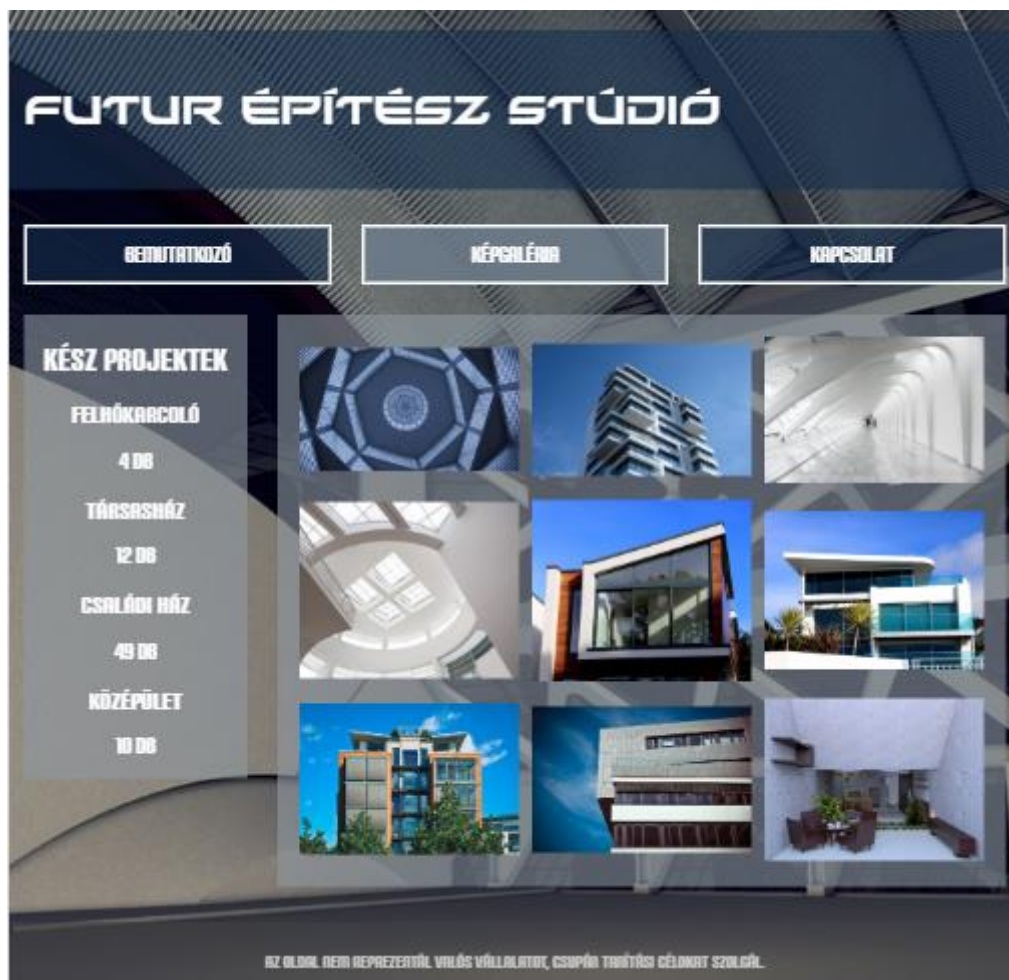 FUTUR ÉPÍTÉSZ STÚDIÓ
BEMUTATKOZÓ
KÉPGALÉRIA
KAPCSOLAT
KÉSZ PROJEKTEK
FELHŐKARCOLÓ
4 DB
TÁRSASHÁZ
12 DB
CSALÁDI HÁZ
49 DB
KÖZÉPÜLET
10 DB
AZ OLDAL NEM REPREZENTÁL VALÓS VÁLLALATOT, CSUPÁN TANÍTÁSI CÉLOKAT SZOLGÁL.